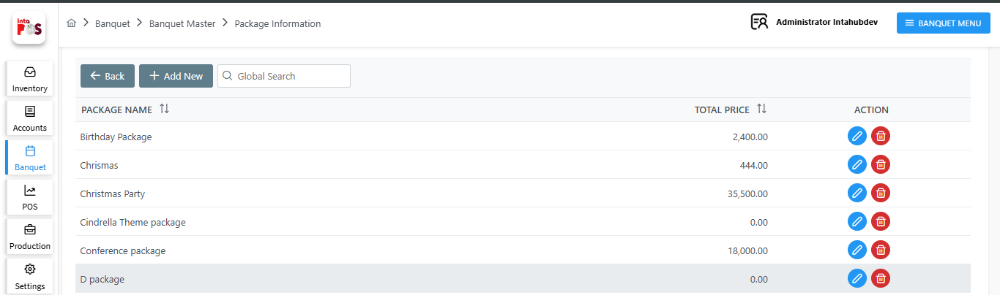 Inta
POS
Banquet
Banquet Master
Package Information
Administrator Intahubdev
BANQUET MENU
Inventory
Accounts
Banquet
POS
Production
Settings
Back
Add New
Global Search
PACKAGE NAME TOTAL PRICE ACTION
Birthday Package 2,400.00
Chrismas 444.00
Christmas Party 35,500.00
Cindrella Theme package 0.00
Conference package 18,000.00
D package 0.00